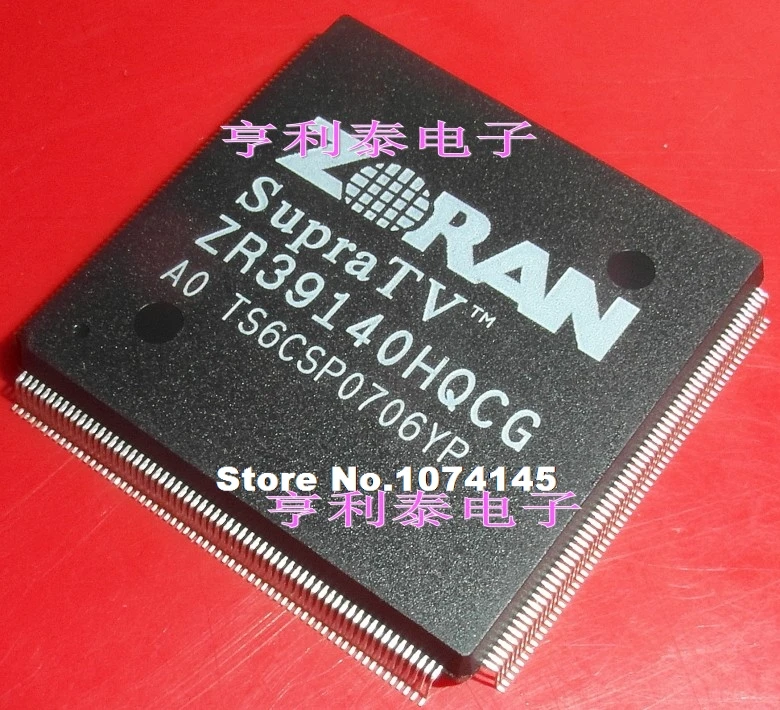 亨利泰电子
ZORAN
SupraTV™
ZR39140HQCG
A0 TS6CSP0706YP
Store No.1074145
亨利泰电子